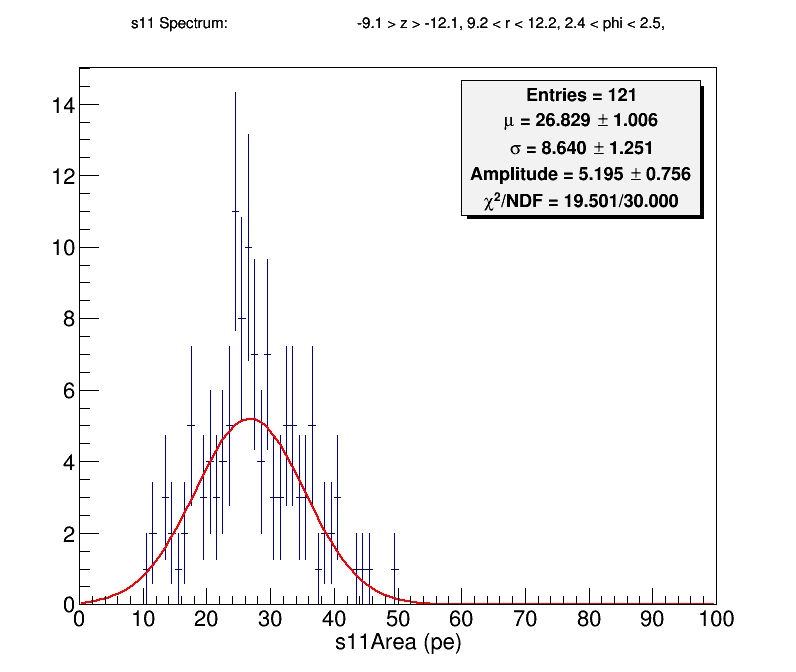 s11 Spectrum: -9.1 > z > -12.1, 9.2 < r < 12.2, 2.4 < phi < 2.5,
Entries = 121
μ = 26.829 ± 1.006
σ = 8.640 ± 1.251
Amplitude = 5.195 ± 0.756
χ²/NDF = 19.501/30.000
14
12
10
8
6
4
2
0
0 10 20 30 40 50 60 70 80 90 100
s11Area (pe)